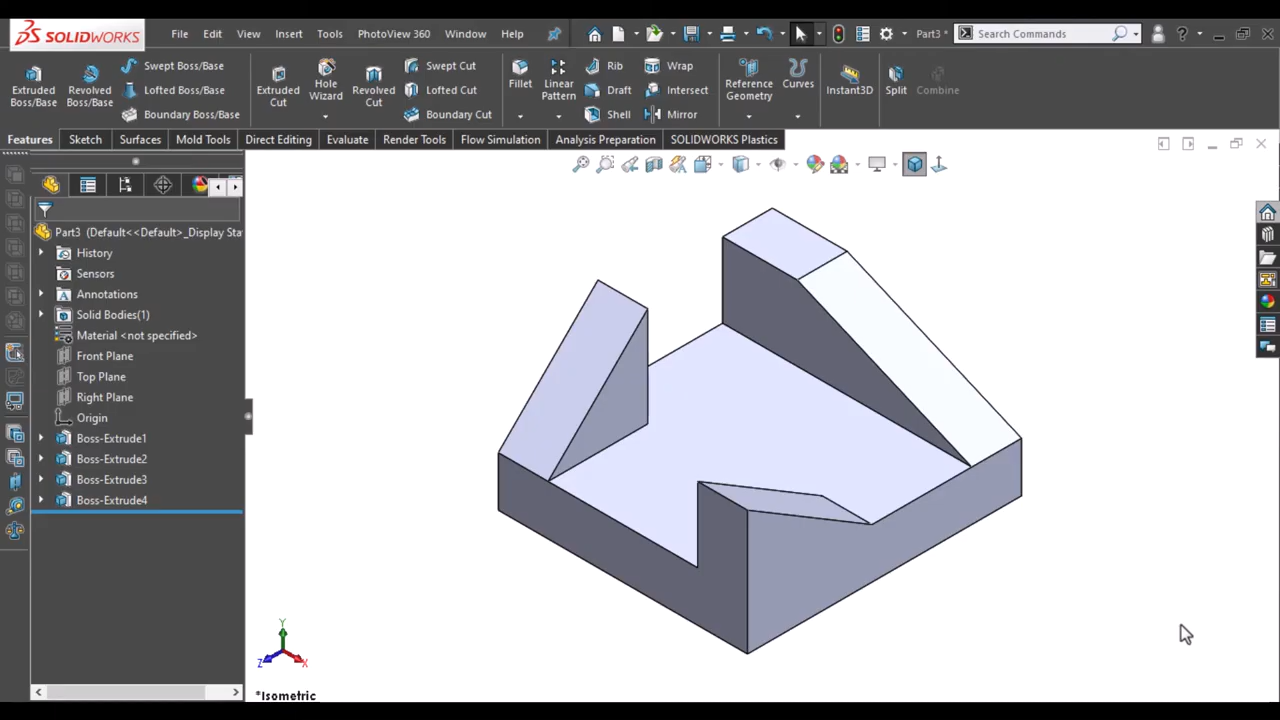 SOLIDWORKS File Edit View Insert Tools PhotoView 360 Window Help Part3 * Search Commands ?
Extruded Boss/Base
Revolved Boss/Base
Swept Boss/Base
Lofted Boss/Base
Boundary Boss/Base
Extruded Cut
Hole Wizard
Revolved Cut
Swept Cut
Lofted Cut
Boundary Cut
Fillet
Linear Pattern
Rib
Draft
Shell
Wrap
Intersect
Mirror
Reference Geometry
Curves
Instant3D
Split
Combine
Features Sketch Surfaces Mold Tools Direct Editing Evaluate Render Tools Flow Simulation Analysis Preparation SOLIDWORKS Plastics
Part3 (Default<<Default>_Display Sta
History
Sensors
Annotations
Solid Bodies(1)
Material <not specified>
Front Plane
Top Plane
Right Plane
Origin
Boss-Extrude1
Boss-Extrude2
Boss-Extrude3
Boss-Extrude4
Y
Z
X
*Isometric